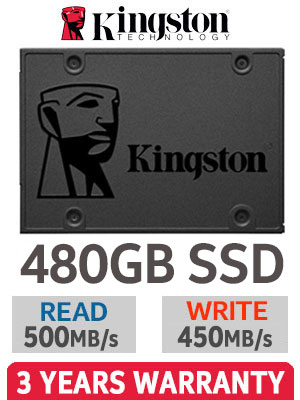 Kingston
TECHNOLOGY
Kingston
480GB SSD
READ
500MB/s
WRITE
450MB/s
3 YEARS WARRANTY